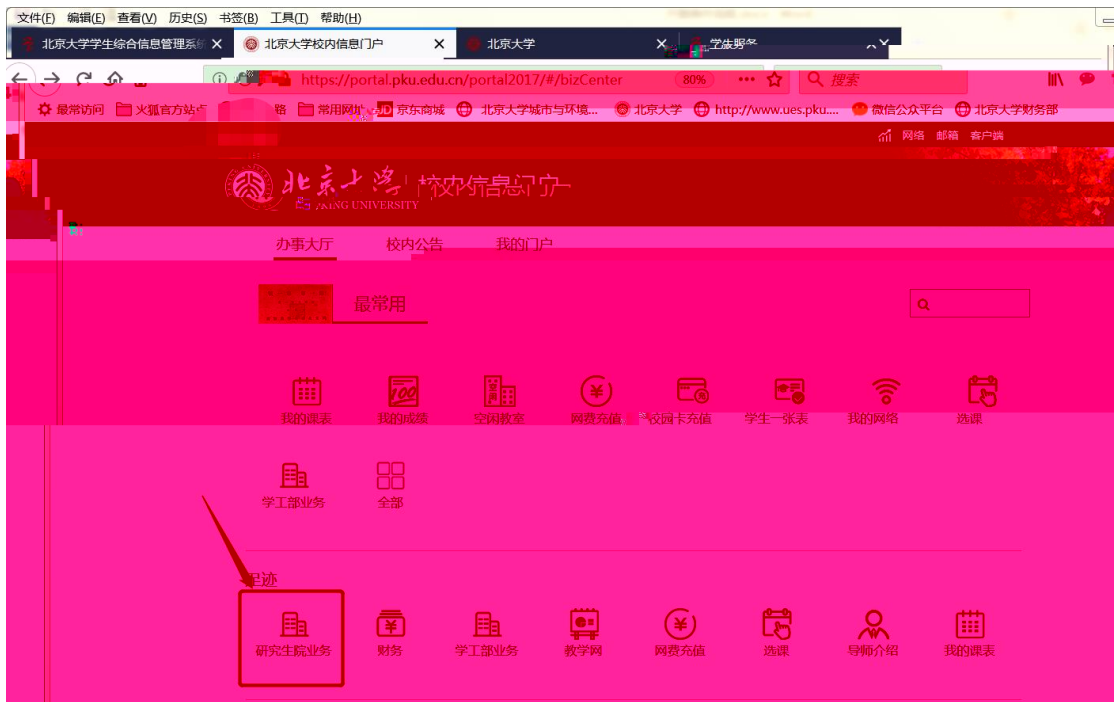 文件(F) 编辑(E) 查看(V) 历史(S) 书签(B) 工具(T) 帮助(H)
北京大学学生综合信息管理系统 北京大学校内信息门户 北京大学
https://portal.pku.edu.cn/portal2017/#/bizCenter 80% 搜索
最常访问 火狐官方站点 常用网址 JD 京东商城 北京大学城市与环境... 北京大学 http://www.ues.pku.... 微信公众平台 北京大学财务部
网络 邮箱 客户端
北京大学 校内信息门户
UNIVERSITY
办事大厅 校内公告 我的门户
最常用
我的课表 我的成绩 空闲教室 网费充值 校园卡充值 学生一张表 我的网络 选课
学工部业务 全部
足迹
研究生院业务 财务 学工部业务 教学网 网费充值 选课 导师介绍 我的课表